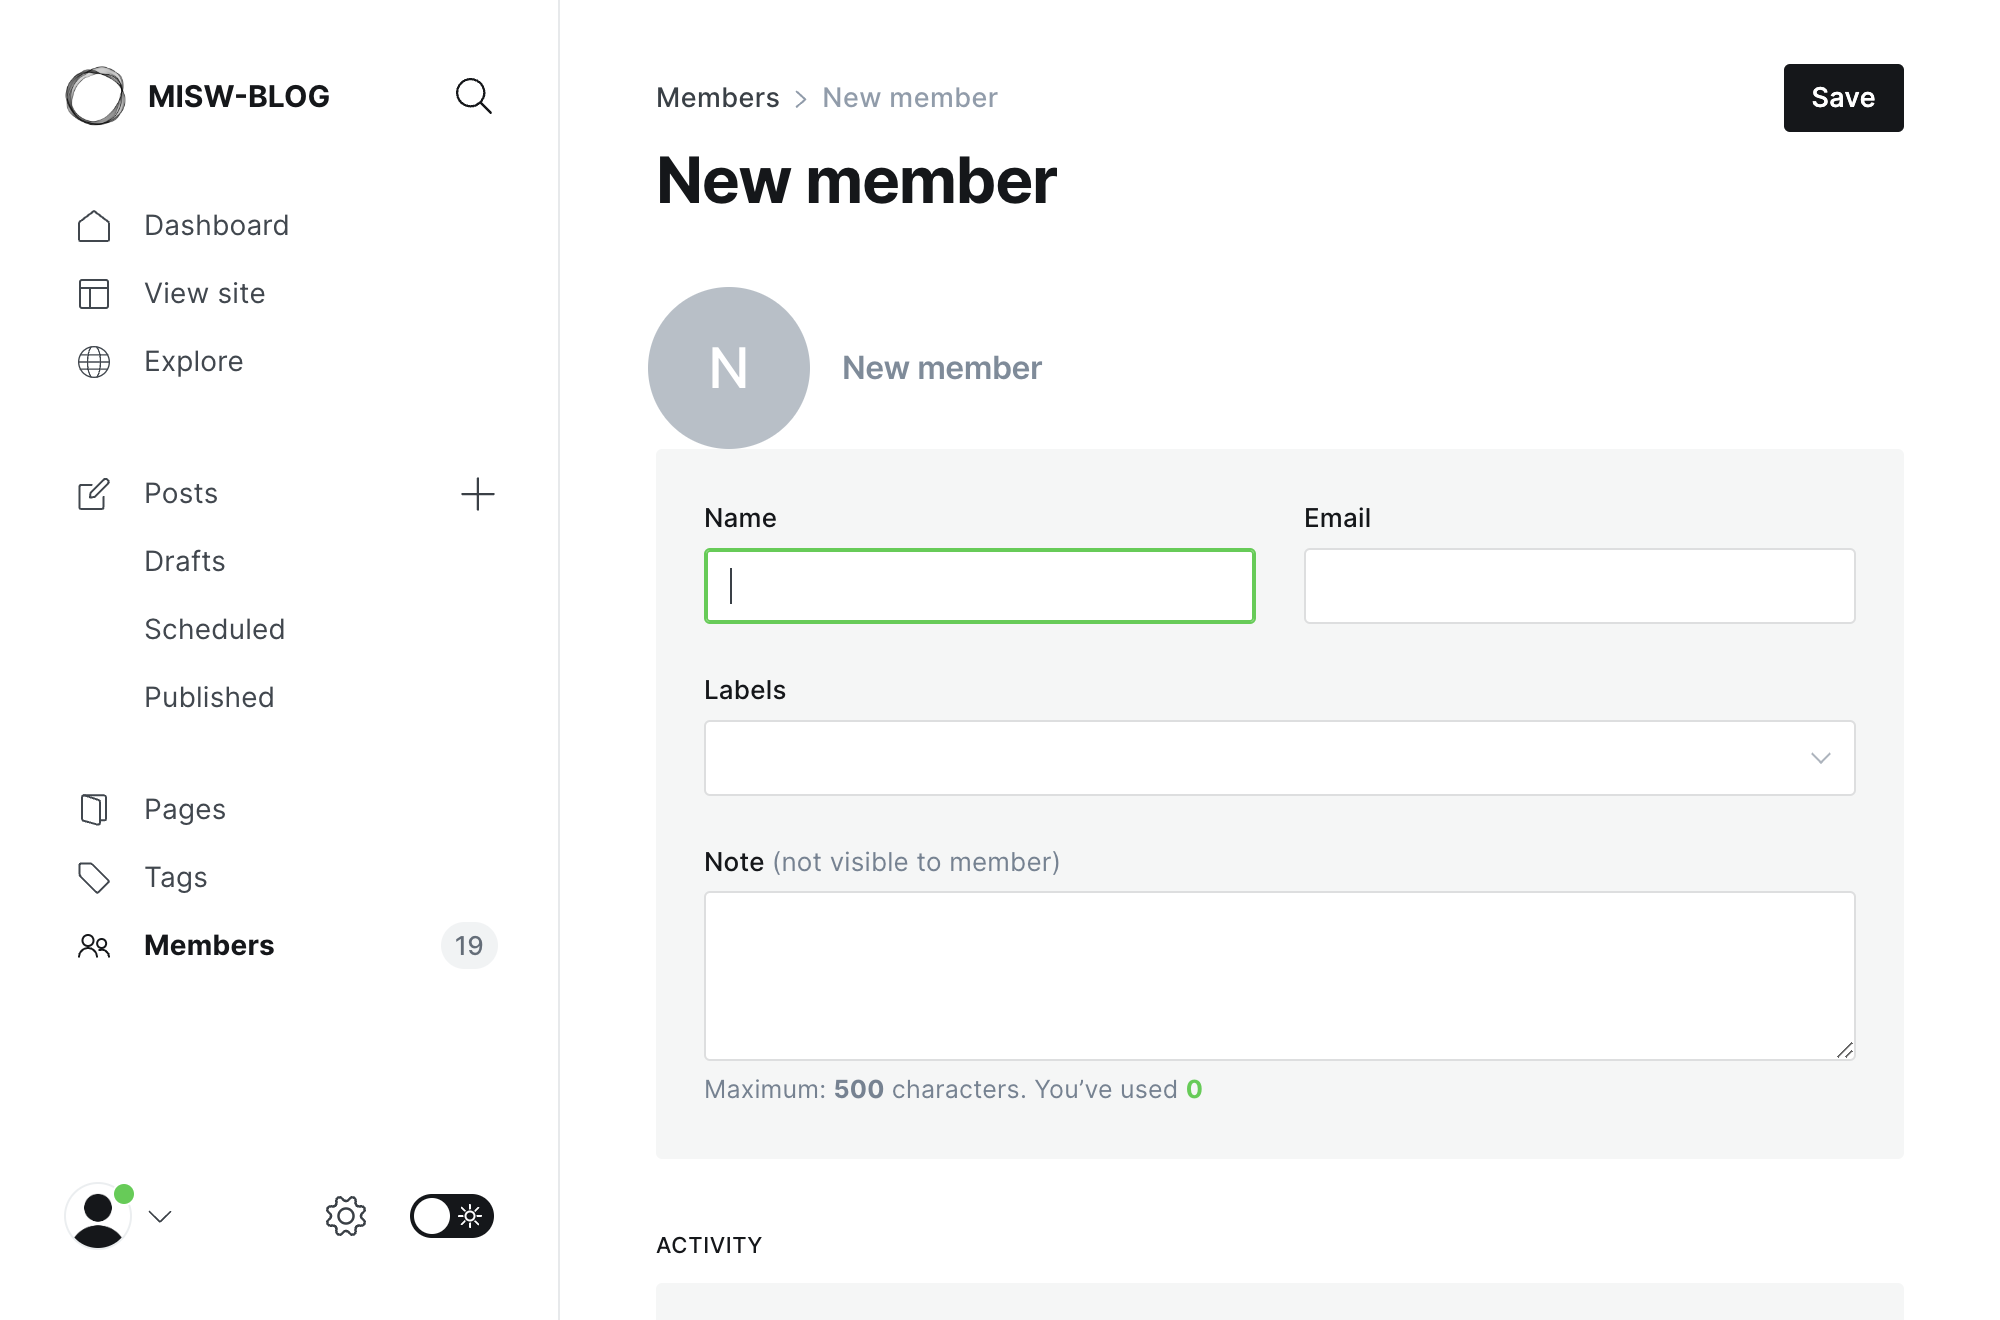 MISW-BLOG
Dashboard
View site
Explore
Posts
Drafts
Scheduled
Published
Pages
Tags
Members 19
Members > New member
Save
New member
N
New member
Name
Email
Labels
Note (not visible to member)
Maximum: 500 characters. You’ve used 0
ACTIVITY